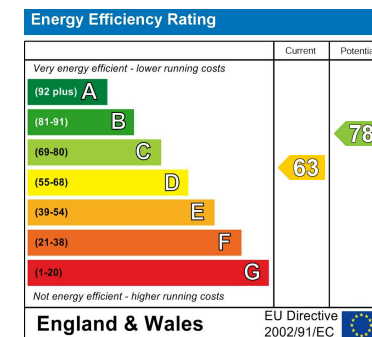 Energy Efficiency Rating
Current Potentia
Very energy efficient - lower running costs
(92 plus) A
(81-91) B
(69-80) C
(55-68) D
(39-54) E
(21-38) F
(1-20) G
63
78
Not energy efficient - higher running costs
England & Wales
EU Directive
2002/91/EC